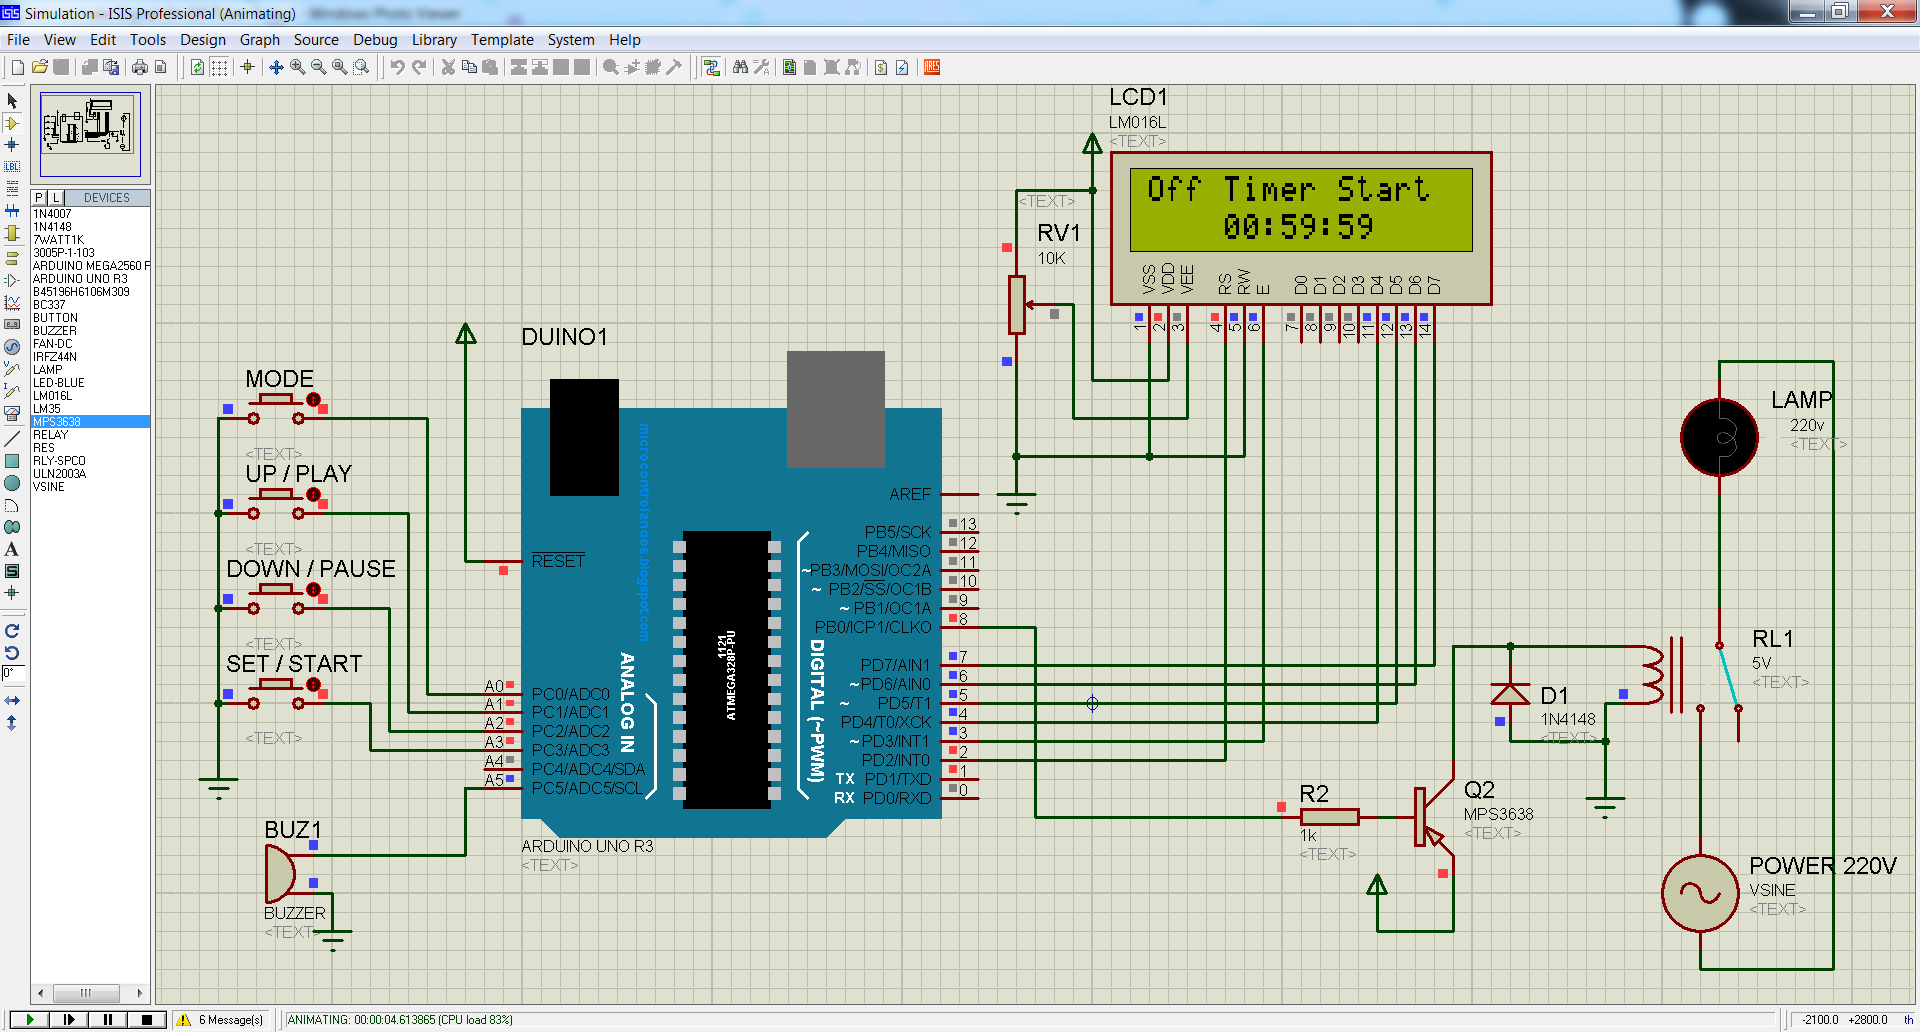 Simulation - ISIS Professional (Animating)
File View Edit Tools Design Graph Source Debug Library Template System Help
P L DEVICES
1N4007
1N4148
7WATT1K
3005P-1-103
ARDUINO MEGA2560 F
ARDUINO UNO R3
B45196H6106M309
BC337
BUTTON
BUZZER
FAN-DC
IRFZ44N
LAMP
LED-BLUE
LM016L
LM35
MPS3638
RELAY
RES
RLY-SPCO
ULN2003A
VSINE
LBL
A
S
0°
ARES
LCD1
LM016L
<TEXT>
Off Timer Start
00:59:59
VSS VDD VEE RS RW E D0 D1 D2 D3 D4 D5 D6 D7
1 2 3 4 5 6 7 8 9 10 11 12 13 14
<TEXT>
RV1
10K
DUINO1
microcontrolandos.blogspot.com
RESET
1121
ATMEGA328P-PU
ANALOG IN
DIGITAL (~PWM)
AREF
PB5/SCK 13
PB4/MISO 12
~PB3/MOSI/OC2A 11
~ PB2/SS/OC1B 10
~ PB1/OC1A 9
PB0/ICP1/CLKO 8
PD7/AIN1 7
~PD6/AIN0 6
~ PD5/T1 5
PD4/T0/XCK 4
~PD3/INT1 3
PD2/INT0 2
TX PD1/TXD 1
RX PD0/RXD 0
A0 PC0/ADC0
A1 PC1/ADC1
A2 PC2/ADC2
A3 PC3/ADC3
A4 PC4/ADC4/SDA
A5 PC5/ADC5/SCL
ARDUINO UNO R3
<TEXT>
MODE
<TEXT>
UP / PLAY
<TEXT>
DOWN / PAUSE
<TEXT>
SET / START
<TEXT>
BUZ1
BUZZER
<TEXT>
LAMP
220v
<TEXT>
RL1
5V
<TEXT>
D1
1N4148
<TEXT>
R2
1k
<TEXT>
Q2
MPS3638
<TEXT>
POWER 220V
VSINE
<TEXT>
6 Message(s)
ANIMATING: 00:00:04.613865 (CPU load 83%)
-2100.0 +2800.0 th